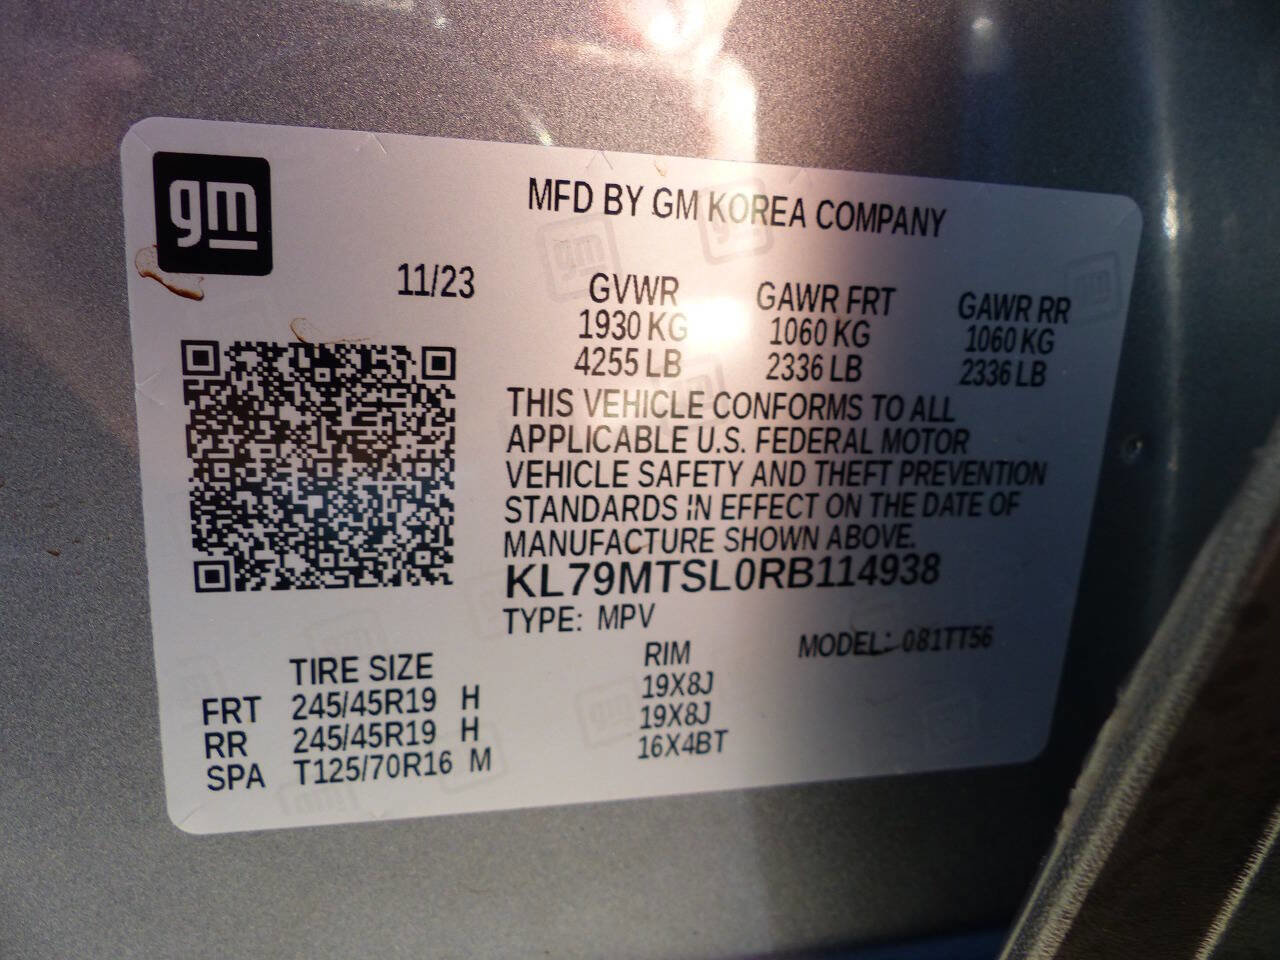 gm
MFD BY GM KOREA COMPANY
11/23 GVWR GAWR FRT GAWR RR
1930 KG 1060 KG 1060 KG
4255 LB 2336 LB 2336 LB
THIS VEHICLE CONFORMS TO ALL
APPLICABLE U.S. FEDERAL MOTOR
VEHICLE SAFETY AND THEFT PREVENTION
STANDARDS IN EFFECT ON THE DATE OF
MANUFACTURE SHOWN ABOVE.
KL79MTSL0RB114938
TYPE: MPV
MODEL: 081TT56
TIRE SIZE RIM
FRT 245/45R19 H 19X8J
RR 245/45R19 H 19X8J
SPA T125/70R16 M 16X4BT